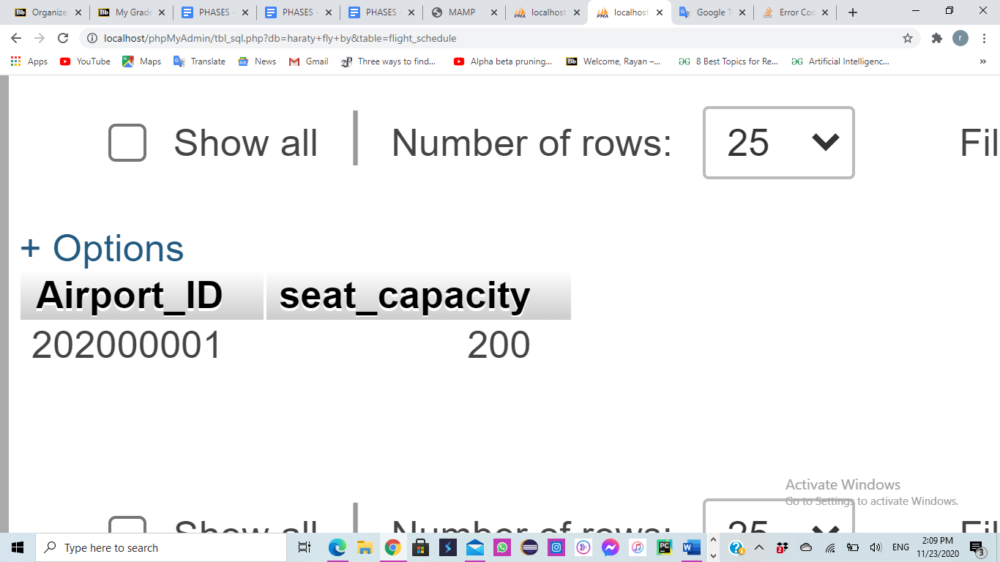 Organize My Grade PHASES - PHASES - PHASES - MAMP localhost localhost Google T Error Coc
localhost/phpMyAdmin/tbl_sql.php?db=haraty+fly+by&table=flight_schedule r
Apps YouTube Maps Translate News Gmail Three ways to find... Alpha beta pruning... Welcome, Rayan –... 8 Best Topics for Re... Artificial Intelligenc... »
Show all Number of rows: 25 Fil
+ Options
Airport_ID seat_capacity
202000001 200
Activate Windows
Go to Settings to activate Windows.
Show all Number of rows: 25 Fil
Type here to search ENG 2:09 PM
11/23/2020 3